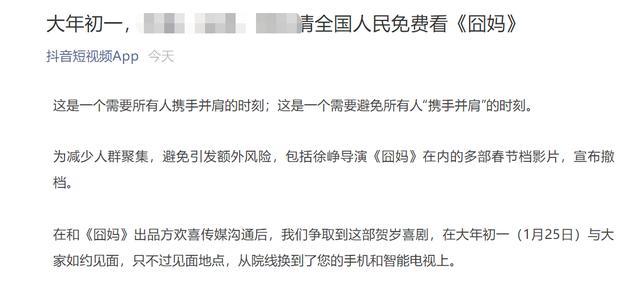 大年初一，请全国人民免费看《囧妈》
抖音短视频App 今天
这是一个需要所有人携手并肩的时刻；这是一个需要避免所有人“携手并肩”的时刻。
为减少人群聚集，避免引发额外风险，包括徐峥导演《囧妈》在内的多部春节档影片，宣布撤
档。
在和《囧妈》出品方欢喜传媒沟通后，我们争取到这部贺岁喜剧，在大年初一（1月25日）与大
家如约见面，只不过见面地点，从院线换到了您的手机和智能电视上。